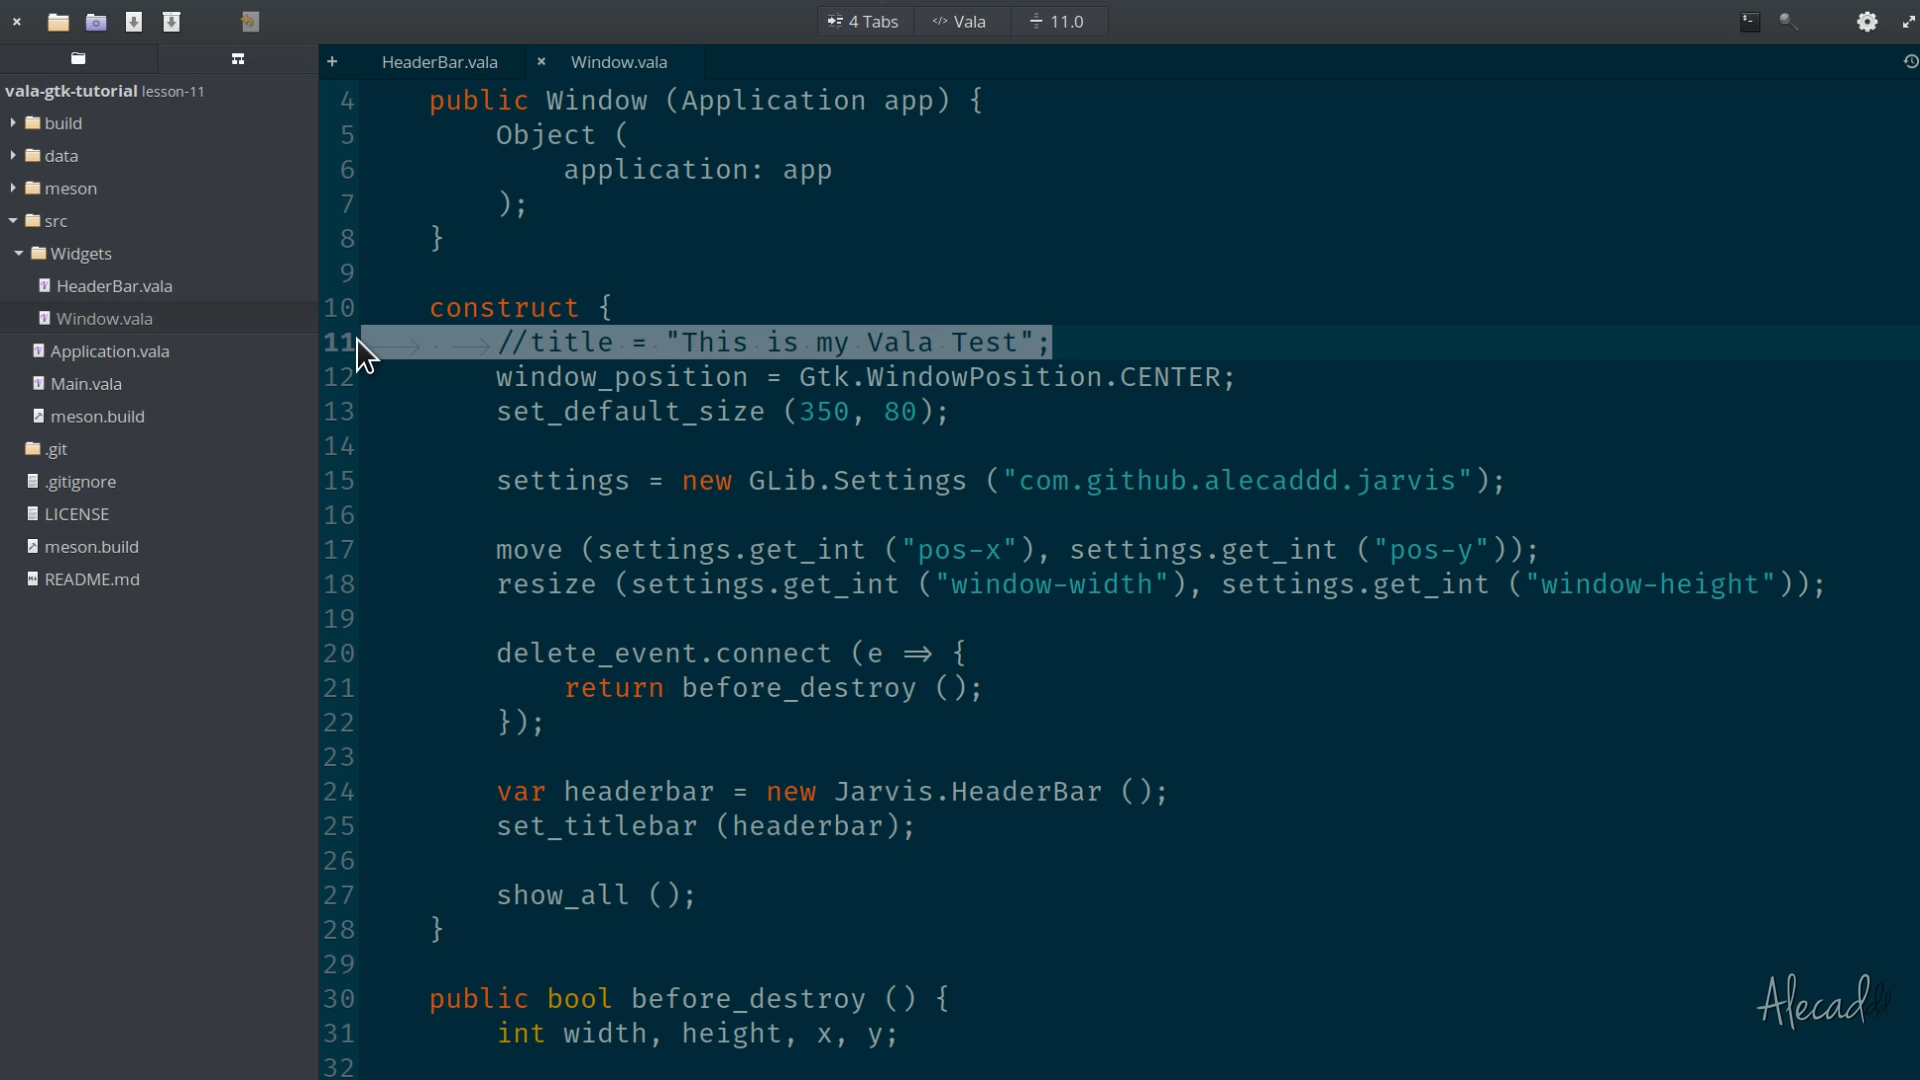 4 Tabs
</> Vala
11.0
HeaderBar.vala
Window.vala
vala-gtk-tutorial lesson-11
build
data
meson
src
Widgets
HeaderBar.vala
Window.vala
Application.vala
Main.vala
meson.build
.git
.gitignore
LICENSE
meson.build
README.md
4 public Window (Application app) {
5 Object (
6 application: app
7 );
8 }
9
10 construct {
11 //title = "This is my Vala Test";
12 window_position = Gtk.WindowPosition.CENTER;
13 set_default_size (350, 80);
14
15 settings = new GLib.Settings ("com.github.alecaddd.jarvis");
16
17 move (settings.get_int ("pos-x"), settings.get_int ("pos-y"));
18 resize (settings.get_int ("window-width"), settings.get_int ("window-height"));
19
20 delete_event.connect (e => {
21 return before_destroy ();
22 });
23
24 var headerbar = new Jarvis.HeaderBar ();
25 set_titlebar (headerbar);
26
27 show_all ();
28 }
29
30 public bool before_destroy () {
31 int width, height, x, y;
32
Alecaddd